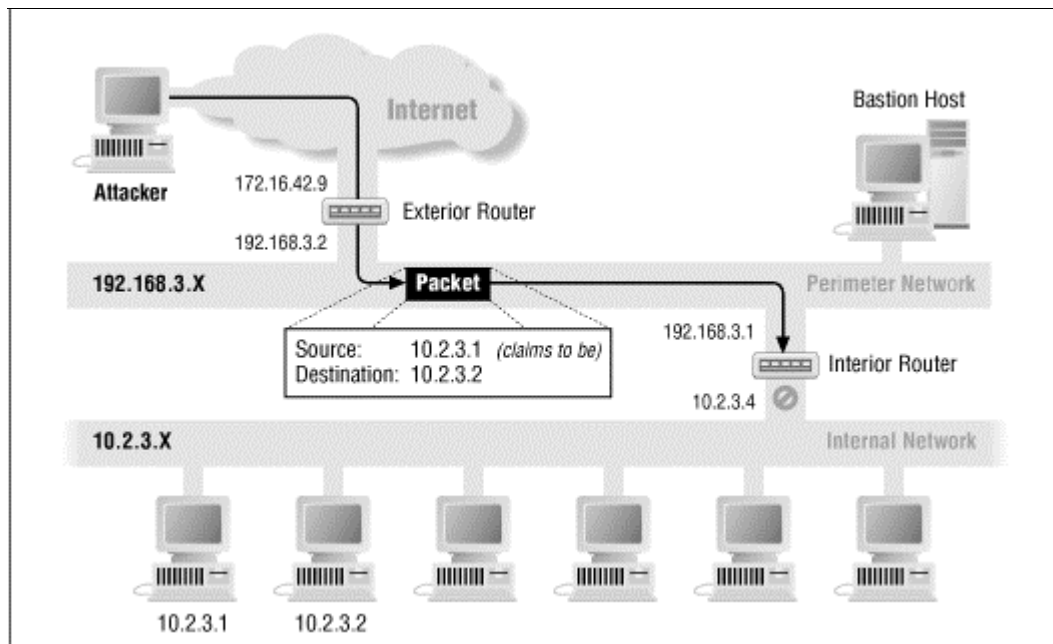 Internet
Bastion Host
Attacker
172.16.42.9
Exterior Router
192.168.3.2
192.168.3.X
Packet
Perimeter Network
Source: 10.2.3.1 (claims to be)
Destination: 10.2.3.2
192.168.3.1
Interior Router
10.2.3.4
10.2.3.X
Internal Network
10.2.3.1
10.2.3.2